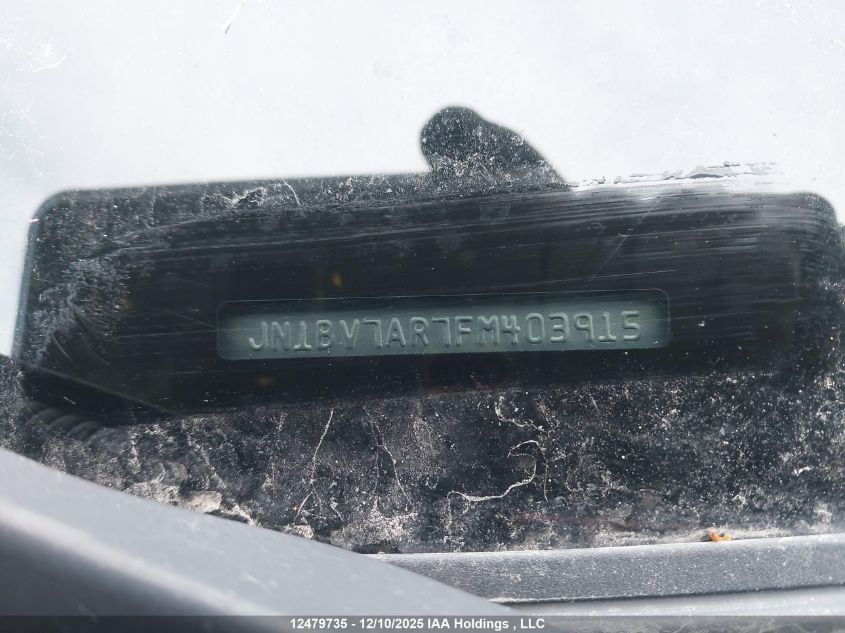 JN1BV7AR7FM403915
12479735 - 12/10/2025 IAA Holdings , LLC